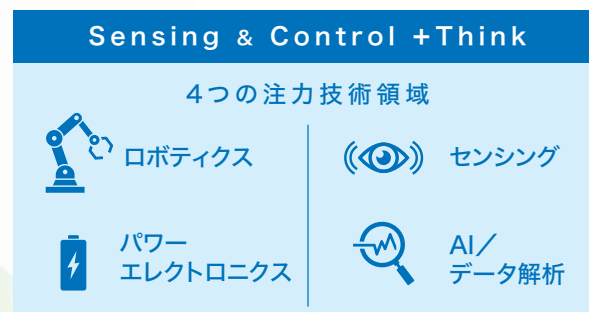 Sensing & Control +Think
4つの注力技術領域
ロボティクス
センシング
パワー
エレクトロニクス
AI／
データ解析